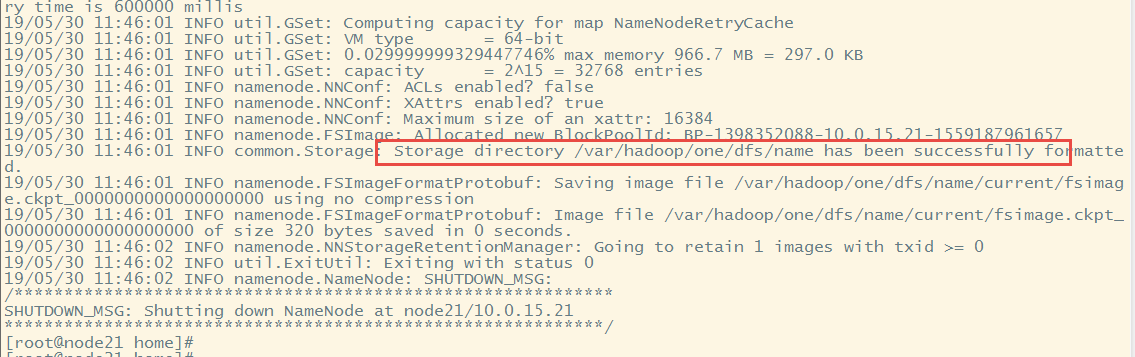 ry time is 600000 millis
19/05/30 11:46:01 INFO util.GSet: Computing capacity for map NameNodeRetryCache
19/05/30 11:46:01 INFO util.GSet: VM type       = 64-bit
19/05/30 11:46:01 INFO util.GSet: 0.029999999329447746% max memory 966.7 MB = 297.0 KB
19/05/30 11:46:01 INFO util.GSet: capacity      = 2^15 = 32768 entries
19/05/30 11:46:01 INFO namenode.NNConf: ACLs enabled? false
19/05/30 11:46:01 INFO namenode.NNConf: XAttrs enabled? true
19/05/30 11:46:01 INFO namenode.NNConf: Maximum size of an xattr: 16384
19/05/30 11:46:01 INFO namenode.FSImage: Allocated new BlockPoolId: BP-1398352088-10.0.15.21-1559187961657
19/05/30 11:46:01 INFO common.Storage: Storage directory /var/hadoop/one/dfs/name has been successfully formatte
d.
19/05/30 11:46:01 INFO namenode.FSImageFormatProtobuf: Saving image file /var/hadoop/one/dfs/name/current/fsimag
e.ckpt_0000000000000000000 using no compression
19/05/30 11:46:01 INFO namenode.FSImageFormatProtobuf: Image file /var/hadoop/one/dfs/name/current/fsimage.ckpt_
0000000000000000000 of size 320 bytes saved in 0 seconds.
19/05/30 11:46:02 INFO namenode.NNStorageRetentionManager: Going to retain 1 images with txid >= 0
19/05/30 11:46:02 INFO util.ExitUtil: Exiting with status 0
19/05/30 11:46:02 INFO namenode.NameNode: SHUTDOWN_MSG:
/************************************************************
SHUTDOWN_MSG: Shutting down NameNode at node21/10.0.15.21
************************************************************/
[root@node21 home]#
[root@node21 home]#